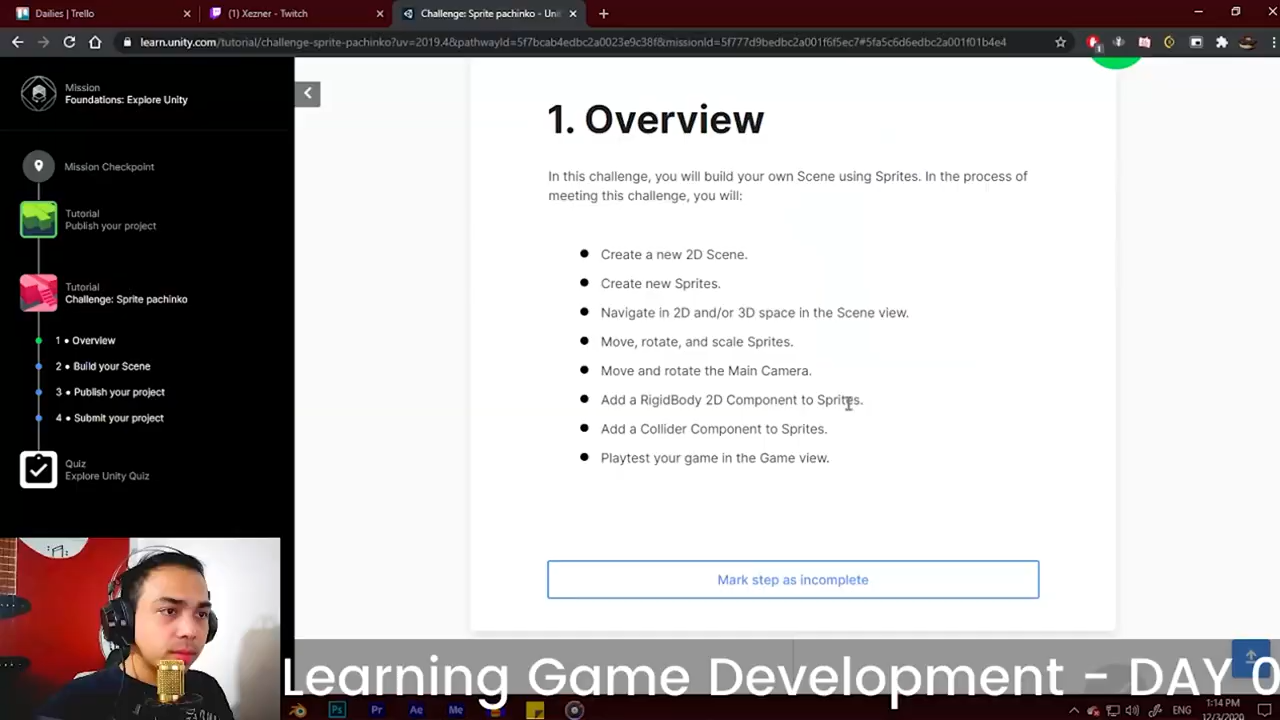 Dailies | Trello
(1) Xezner - Twitch
Challenge: Sprite pachinko - Uni
learn.unity.com/tutorial/challenge-sprite-pachinko?uv=2019.4&pathwayId=5f7bcab4edbc2a0023e9c38f&missionId=5f777d9bedbc2a001f6f5ec7#5fa5c6d6edbc2a001f01b4e4
Mission
Foundations: Explore Unity
Mission Checkpoint
Tutorial
Publish your project
Tutorial
Challenge: Sprite pachinko
1 • Overview
2 • Build your Scene
3 • Publish your project
4 • Submit your project
Quiz
Explore Unity Quiz
1. Overview
In this challenge, you will build your own Scene using Sprites. In the process of
meeting this challenge, you will:
● Create a new 2D Scene.
● Create new Sprites.
● Navigate in 2D and/or 3D space in the Scene view.
● Move, rotate, and scale Sprites.
● Move and rotate the Main Camera.
● Add a RigidBody 2D Component to Sprites.
● Add a Collider Component to Sprites.
● Playtest your game in the Game view.
Mark step as incomplete
Learning Game Development - DAY 0
Ps
Pr
Ae
Me
ENG
1:14 PM
12/3/2020